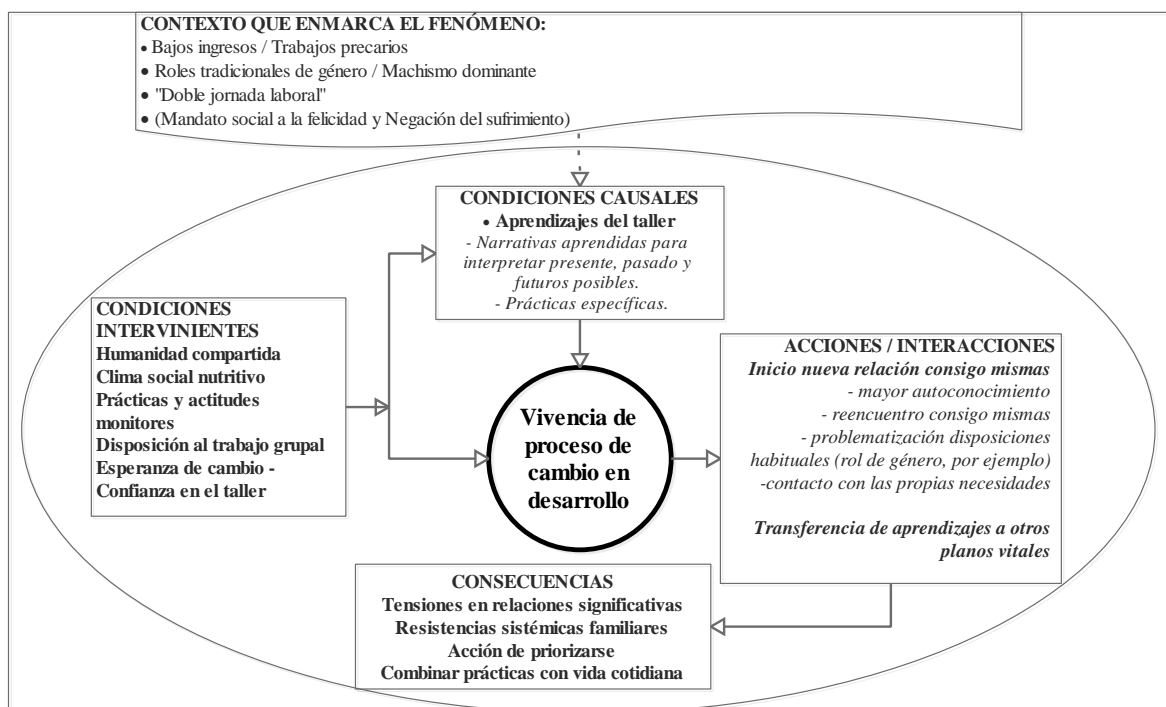 CONTEXTO QUE ENMARCA EL FENÓMENO:
• Bajos ingresos / Trabajos precarios
• Roles tradicionales de género / Machismo dominante
• "Doble jornada laboral"
• (Mandato social a la felicidad y Negación del sufrimiento)
CONDICIONES CAUSALES
• Aprendizajes del taller
- Narrativas aprendidas para
interpretar presente, pasado y
futuros posibles.
- Prácticas específicas.
CONDICIONES
INTERVINIENTES
Humanidad compartida
Clima social nutritivo
Prácticas y actitudes
monitores
Disposición al trabajo grupal
Esperanza de cambio -
Confianza en el taller
Vivencia de
proceso de
cambio en
desarrollo
ACCIONES / INTERACCIONES
Inicio nueva relación consigo mismas
- mayor autoconocimiento
- reencuentro consigo mismas
- problematización disposiciones
habituales (rol de género, por ejemplo)
-contacto con las propias necesidades
Transferencia de aprendizajes a otros
planos vitales
CONSECUENCIAS
Tensiones en relaciones significativas
Resistencias sistémicas familiares
Acción de priorizarse
Combinar prácticas con vida cotidiana